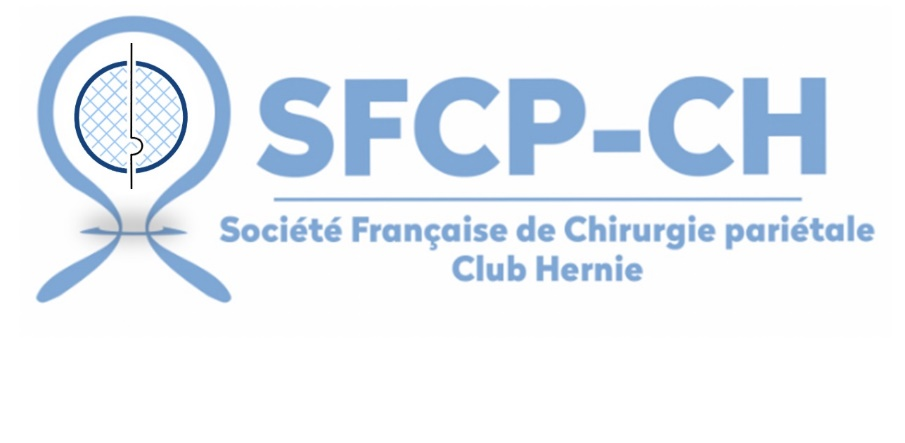 SFCP-CH
Société Française de Chirurgie pariétale
Club Hernie